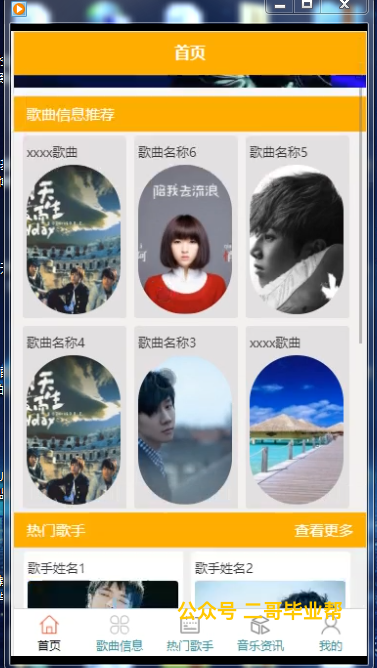 首页
歌曲信息推荐
xxxx歌曲
歌曲名称6
歌曲名称5
陪我去流浪
歌曲名称4
歌曲名称3
xxxx歌曲
热门歌手
查看更多
歌手姓名1
歌手姓名2
公众号 二哥毕业帮
首页
歌曲信息
热门歌手
音乐资讯
我的